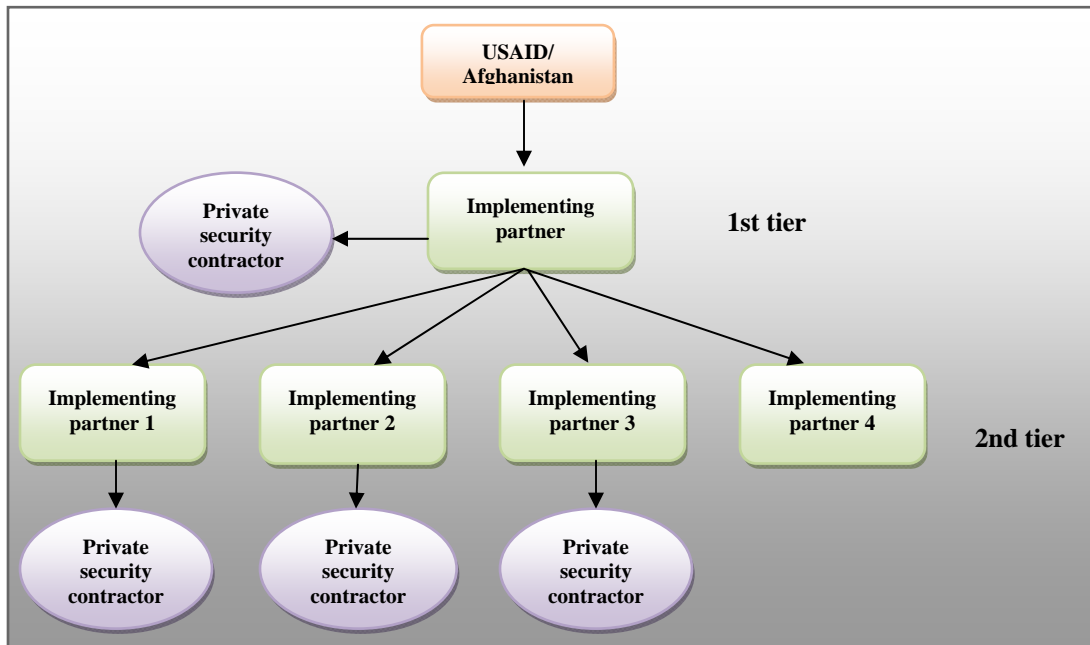 USAID/
Afghanistan
Private
security
contractor
Implementing
partner
1st tier
Implementing
partner 1
Implementing
partner 2
Implementing
partner 3
Implementing
partner 4
2nd tier
Private
security
contractor
Private
security
contractor
Private
security
contractor